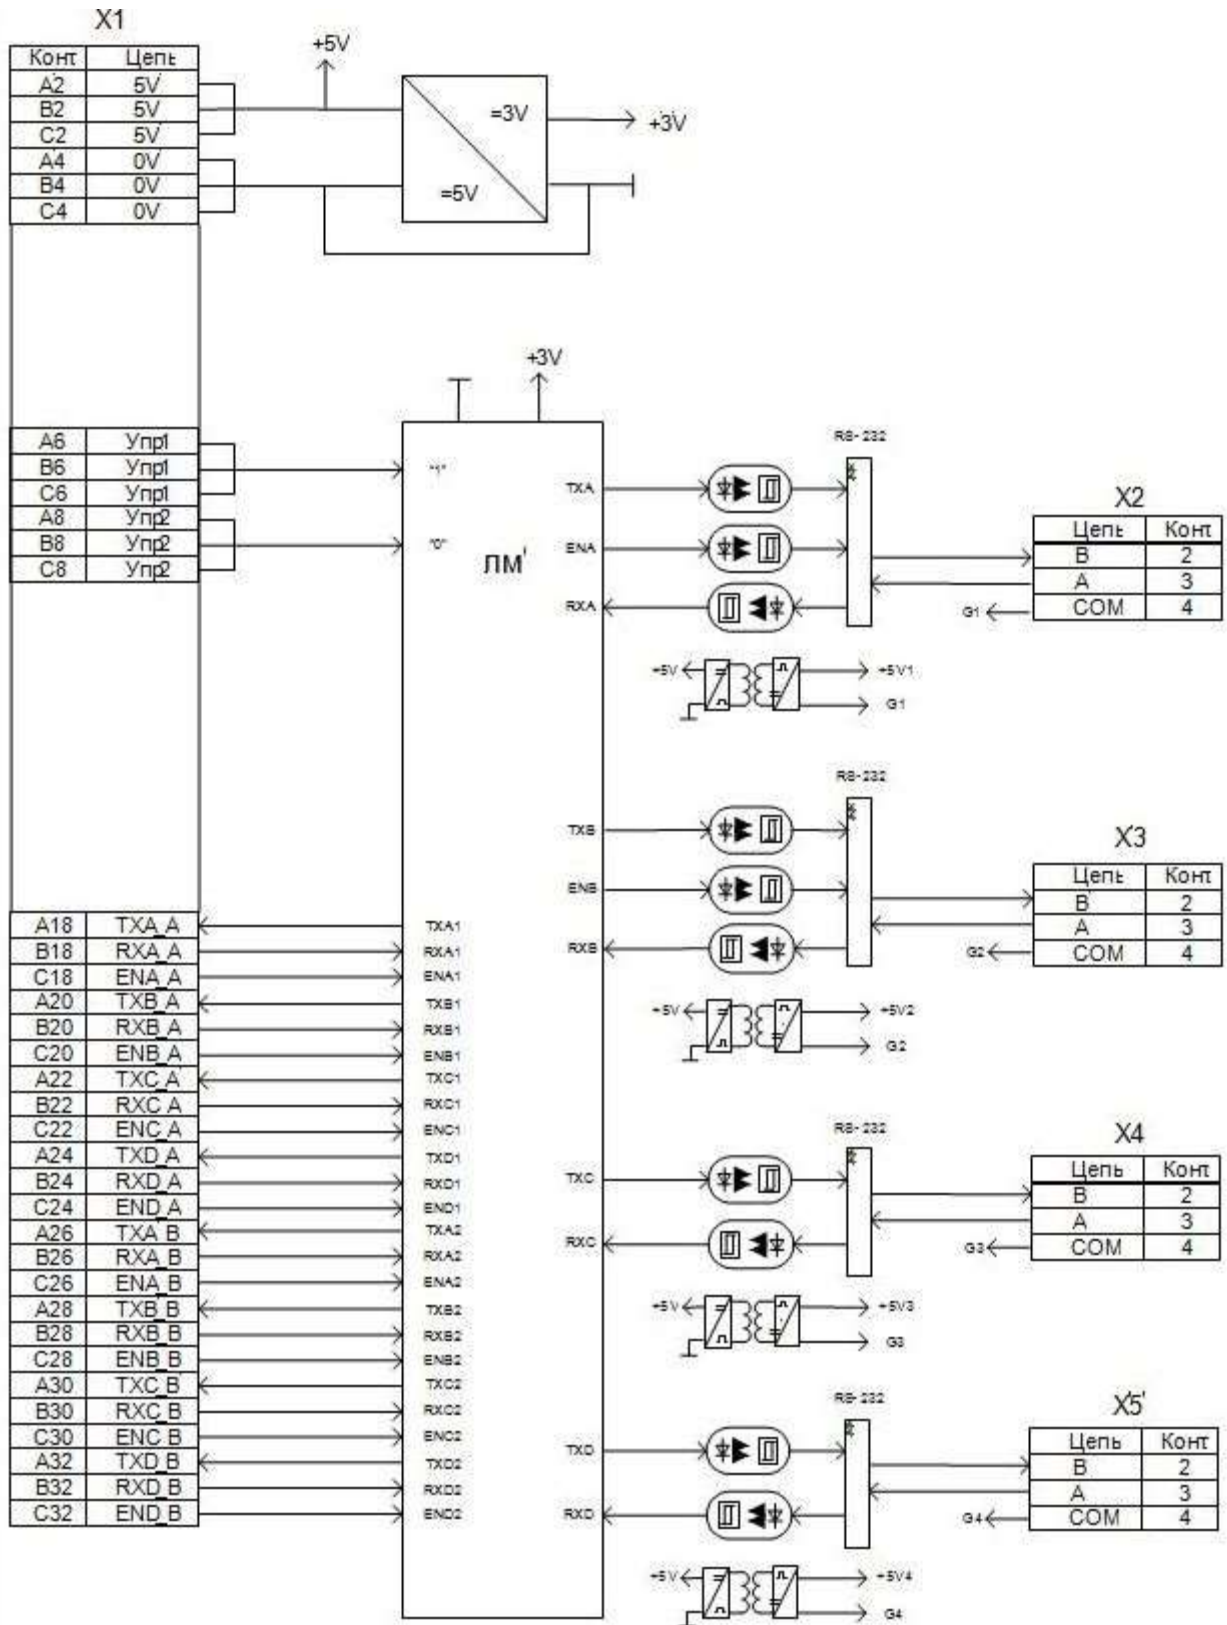 X1
Конт Цепь
A2 5V
B2 5V
C2 5V
A4 0V
B4 0V
C4 0V
+5V
=3V
=5V
+3V
A6 Упр1
B6 Упр1
C6 Упр1
A8 Упр2
B8 Упр2
C8 Упр2
+3V
"1"
"0"
ЛМ
TXA
ENA
RXA
RS-232
X2
Цепь Конт
B 2
A 3
COM 4
G1
+5V
+5V1
G1
TXB
ENB
RXB
RS-232
X3
Цепь Конт
B 2
A 3
COM 4
G2
+5V
+5V2
G2
A18 TXA_A TXA1
B18 RXA_A RXA1
C18 ENA_A ENA1
A20 TXB_A TXB1
B20 RXB_A RXB1
C20 ENB_A ENB1
A22 TXC_A TXC1
B22 RXC_A RXC1
C22 ENC_A ENC1
A24 TXD_A TXD1
B24 RXD_A RXD1
C24 END_A END1
A26 TXA_B TXA2
B26 RXA_B RXA2
C26 ENA_B ENA2
A28 TXB_B TXB2
B28 RXB_B RXB2
C28 ENB_B ENB2
A30 TXC_B TXC2
B30 RXC_B RXC2
C30 ENC_B ENC2
A32 TXD_B TXD2
B32 RXD_B RXD2
C32 END_B END2
TXC
RXC
RS-232
X4
Цепь Конт
B 2
A 3
COM 4
G3
+5V
+5V3
G3
TXD
RXD
RS-232
X5
Цепь Конт
B 2
A 3
COM 4
G4
+5V
+5V4
G4